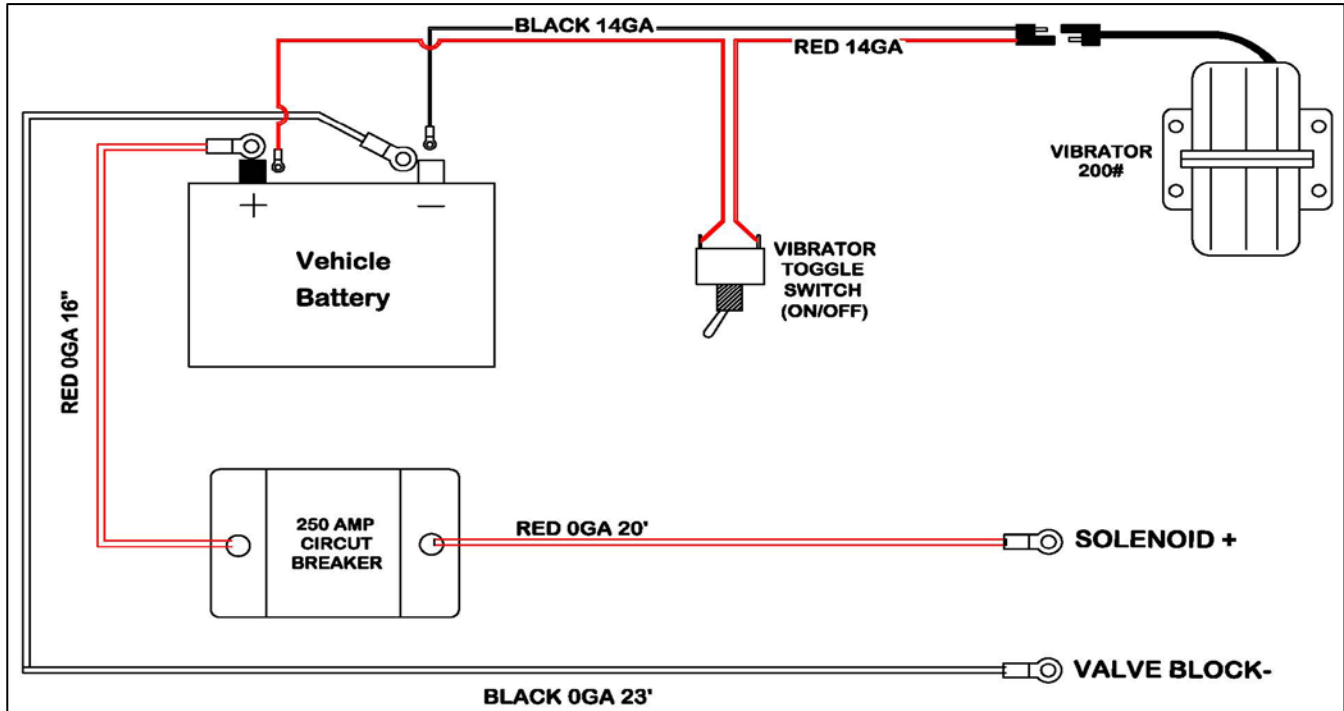 BLACK 14GA
RED 14GA
VIBRATOR
200#
+
−
Vehicle
Battery
VIBRATOR
TOGGLE
SWITCH
(ON/OFF)
RED 0GA 16"
250 AMP
CIRCUT
BREAKER
RED 0GA 20'
SOLENOID +
VALVE BLOCK-
BLACK 0GA 23'